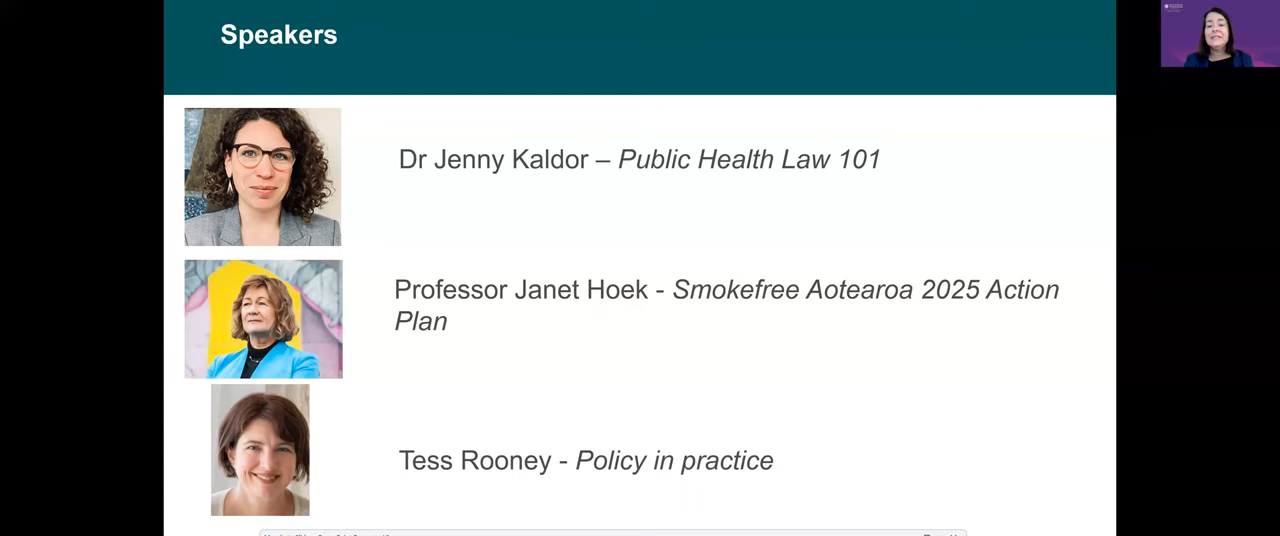 Speakers
Dr Jenny Kaldor – Public Health Law 101
Professor Janet Hoek - Smokefree Aotearoa 2025 Action
Plan
Tess Rooney - Policy in practice